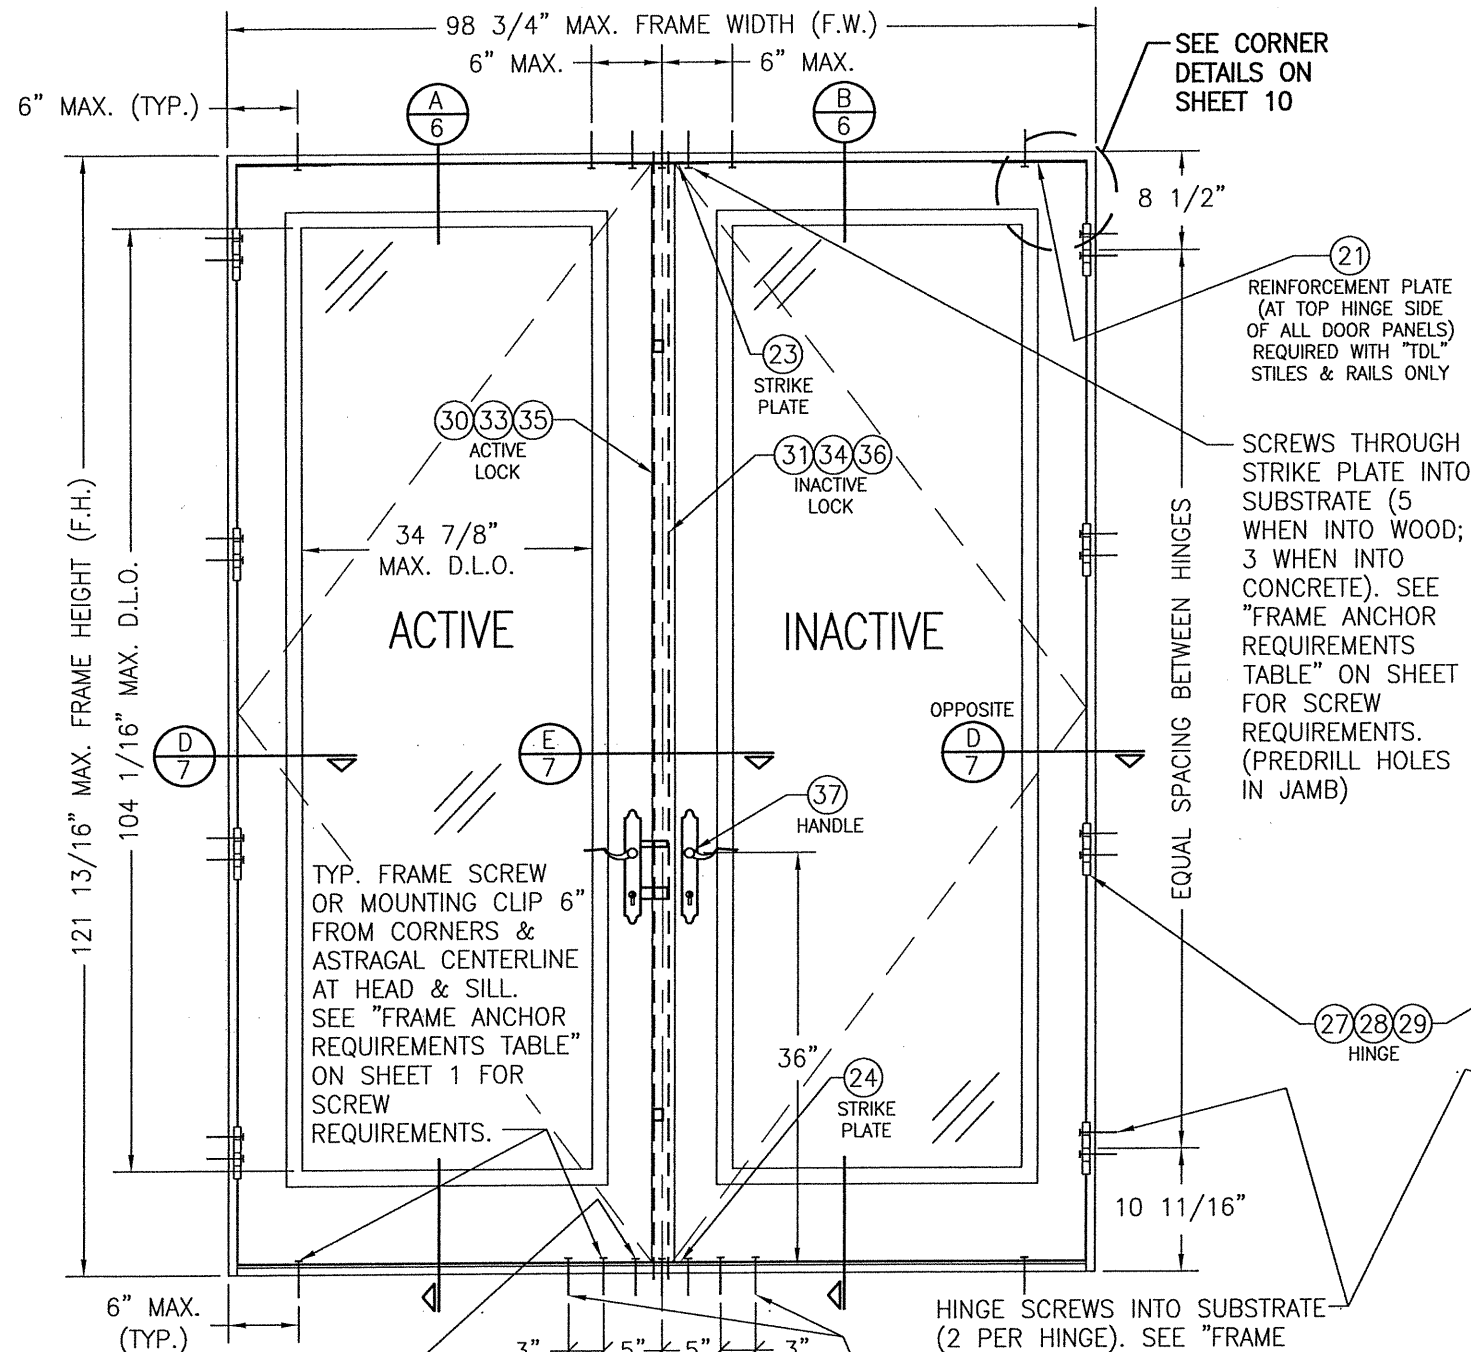 98 3/4" MAX. FRAME WIDTH (F.W.)
6" MAX.
6" MAX.
SEE CORNER
DETAILS ON
SHEET 10
6" MAX. (TYP.)
A
6
B
6
8 1/2"
21
REINFORCEMENT PLATE
(AT TOP HINGE SIDE
OF ALL DOOR PANELS)
REQUIRED WITH "TDL"
STILES & RAILS ONLY
23
STRIKE
PLATE
30 33 35
ACTIVE
LOCK
31 34 36
INACTIVE
LOCK
SCREWS THROUGH
STRIKE PLATE INTO
SUBSTRATE (5
WHEN INTO WOOD;
3 WHEN INTO
CONCRETE). SEE
"FRAME ANCHOR
REQUIREMENTS
TABLE" ON SHEET
FOR SCREW
REQUIREMENTS.
(PREDRILL HOLES
IN JAMB)
34 7/8"
MAX. D.L.O.
121 13/16" MAX. FRAME HEIGHT (F.H.)
104 1/16" MAX. D.L.O.
EQUAL SPACING BETWEEN HINGES
ACTIVE
INACTIVE
D
7
E
7
OPPOSITE
D
7
37
HANDLE
TYP. FRAME SCREW
OR MOUNTING CLIP 6"
FROM CORNERS &
ASTRAGAL CENTERLINE
AT HEAD & SILL.
SEE "FRAME ANCHOR
REQUIREMENTS TABLE"
ON SHEET 1 FOR
SCREW
REQUIREMENTS.
36"
24
STRIKE
PLATE
27 28 29
HINGE
10 11/16"
6" MAX.
(TYP.)
3" 5" 5" 3"
HINGE SCREWS INTO SUBSTRATE
(2 PER HINGE). SEE "FRAME